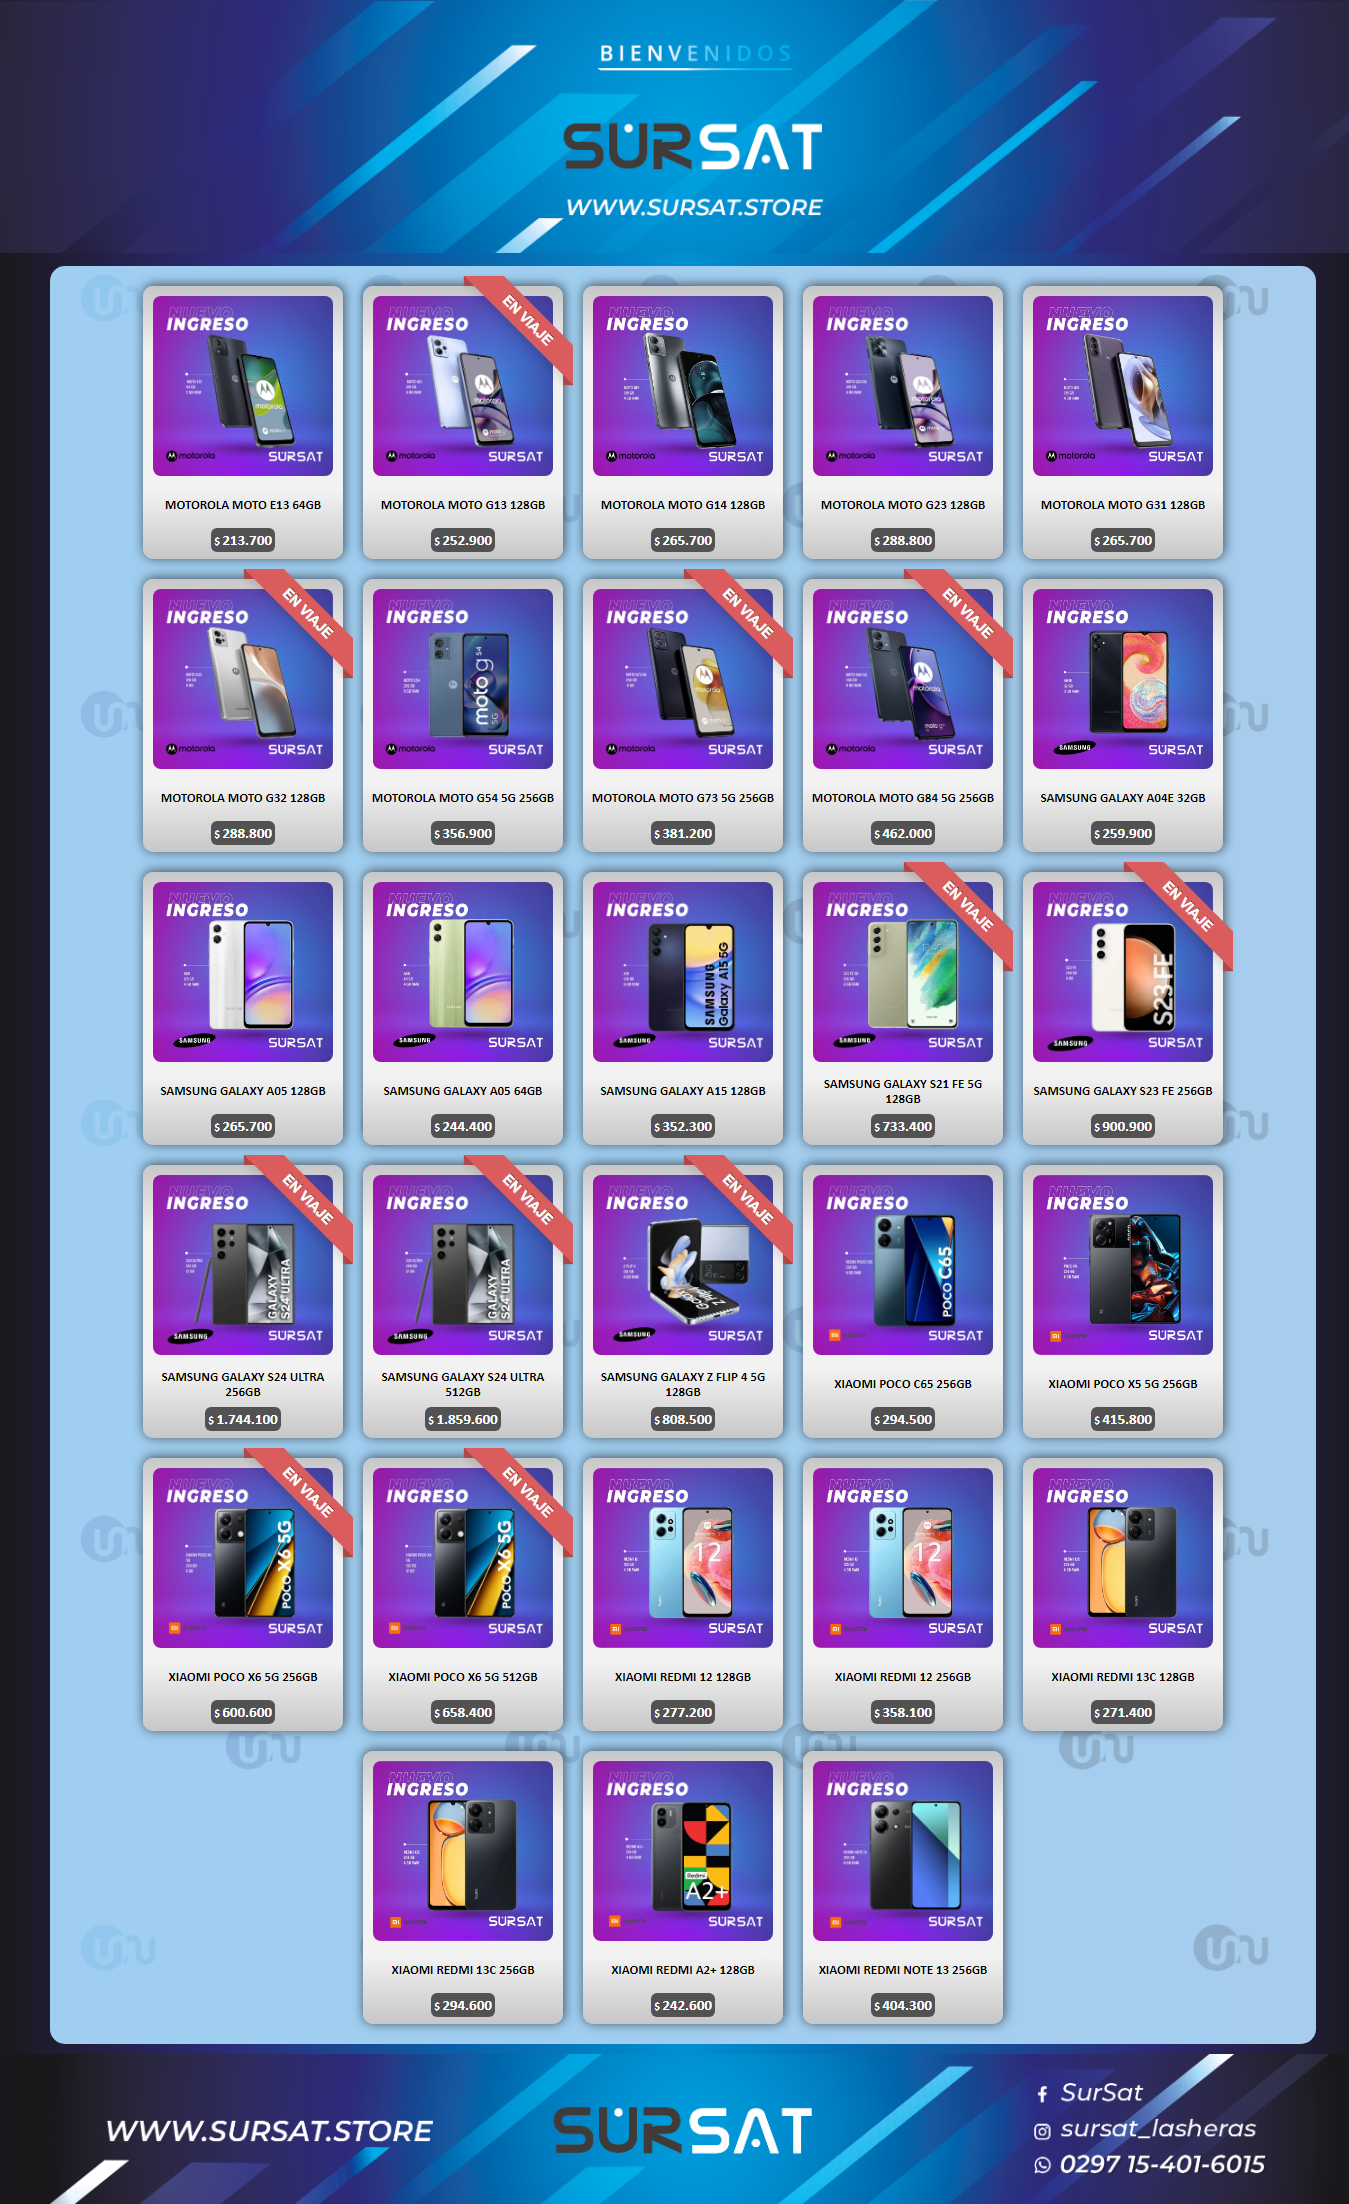 BIENVENIDOS
SURSAT
WWW.SURSAT.STORE
NUEVO
INGRESO
motorola
SURSAT
MOTOROLA MOTO E13 64GB
$ 213.700
EN VIAJE
NUEVO
INGRESO
motorola
SURSAT
MOTOROLA MOTO G13 128GB
$ 252.900
NUEVO
INGRESO
motorola
SURSAT
MOTOROLA MOTO G14 128GB
$ 265.700
NUEVO
INGRESO
motorola
SURSAT
MOTOROLA MOTO G23 128GB
$ 288.800
NUEVO
INGRESO
motorola
SURSAT
MOTOROLA MOTO G31 128GB
$ 265.700
EN VIAJE
NUEVO
INGRESO
motorola
SURSAT
MOTOROLA MOTO G32 128GB
$ 288.800
NUEVO
INGRESO
moto g 54
5G
motorola
SURSAT
MOTOROLA MOTO G54 5G 256GB
$ 356.900
EN VIAJE
NUEVO
INGRESO
motorola
SURSAT
MOTOROLA MOTO G73 5G 256GB
$ 381.200
EN VIAJE
NUEVO
INGRESO
motorola
SURSAT
MOTOROLA MOTO G84 5G 256GB
$ 462.000
NUEVO
INGRESO
SAMSUNG
SURSAT
SAMSUNG GALAXY A04E 32GB
$ 259.900
NUEVO
INGRESO
SAMSUNG
SURSAT
SAMSUNG GALAXY A05 128GB
$ 265.700
NUEVO
INGRESO
SAMSUNG
SURSAT
SAMSUNG GALAXY A05 64GB
$ 244.400
NUEVO
INGRESO
SAMSUNG
Galaxy A15 5G
SAMSUNG
SURSAT
SAMSUNG GALAXY A15 128GB
$ 352.300
EN VIAJE
NUEVO
INGRESO
SAMSUNG
SURSAT
SAMSUNG GALAXY S21 FE 5G
128GB
$ 733.400
EN VIAJE
NUEVO
INGRESO
S23 FE
SAMSUNG
SURSAT
SAMSUNG GALAXY S23 FE 256GB
$ 900.900
EN VIAJE
NUEVO
INGRESO
GALAXY
S24 ULTRA
SAMSUNG
SURSAT
SAMSUNG GALAXY S24 ULTRA
256GB
$ 1.744.100
EN VIAJE
NUEVO
INGRESO
GALAXY
S24 ULTRA
SAMSUNG
SURSAT
SAMSUNG GALAXY S24 ULTRA
512GB
$ 1.859.600
EN VIAJE
NUEVO
INGRESO
Galaxy
Z Flip4
SAMSUNG
SURSAT
SAMSUNG GALAXY Z FLIP 4 5G
128GB
$ 808.500
NUEVO
INGRESO
POCO C65
SURSAT
XIAOMI POCO C65 256GB
$ 294.500
NUEVO
INGRESO
SURSAT
XIAOMI POCO X5 5G 256GB
$ 415.800
EN VIAJE
NUEVO
INGRESO
POCO X6 5G
SURSAT
XIAOMI POCO X6 5G 256GB
$ 600.600
EN VIAJE
NUEVO
INGRESO
POCO X6 5G
SURSAT
XIAOMI POCO X6 5G 512GB
$ 658.400
NUEVO
INGRESO
12
SURSAT
XIAOMI REDMI 12 128GB
$ 277.200
NUEVO
INGRESO
12
SURSAT
XIAOMI REDMI 12 256GB
$ 358.100
NUEVO
INGRESO
SURSAT
XIAOMI REDMI 13C 128GB
$ 271.400
NUEVO
INGRESO
SURSAT
XIAOMI REDMI 13C 256GB
$ 294.600
NUEVO
INGRESO
Redmi
A2+
SURSAT
XIAOMI REDMI A2+ 128GB
$ 242.600
NUEVO
INGRESO
SURSAT
XIAOMI REDMI NOTE 13 256GB
$ 404.300
WWW.SURSAT.STORE
SURSAT
SurSat
sursat_lasheras
0297 15-401-6015